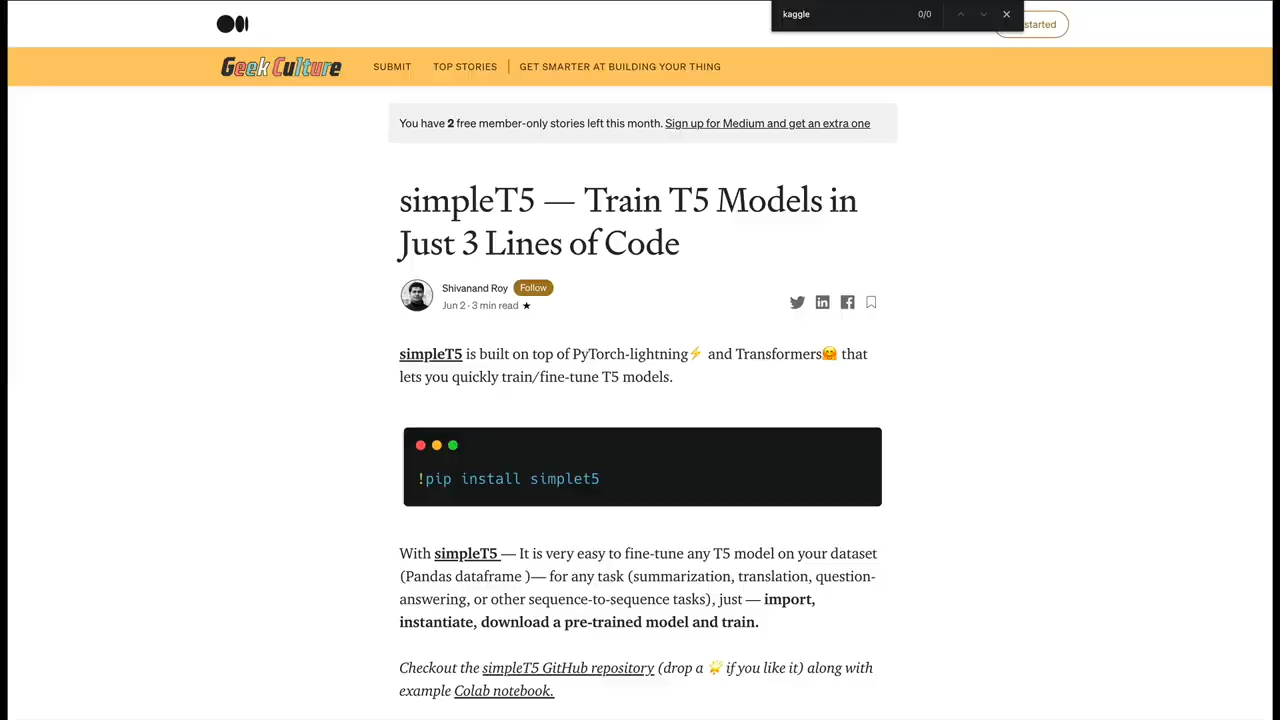 kaggle 0/0
started
Geek Culture SUBMIT TOP STORIES GET SMARTER AT BUILDING YOUR THING
You have 2 free member-only stories left this month. Sign up for Medium and get an extra one
simpleT5 — Train T5 Models in
Just 3 Lines of Code
Shivanand Roy Follow
Jun 2 · 3 min read ★
simpleT5 is built on top of PyTorch-lightning⚡ and Transformers🤗 that
lets you quickly train/fine-tune T5 models.
!pip install simplet5
With simpleT5 — It is very easy to fine-tune any T5 model on your dataset
(Pandas dataframe )— for any task (summarization, translation, question-
answering, or other sequence-to-sequence tasks), just — import,
instantiate, download a pre-trained model and train.
Checkout the simpleT5 GitHub repository (drop a 🌟 if you like it) along with
example Colab notebook.